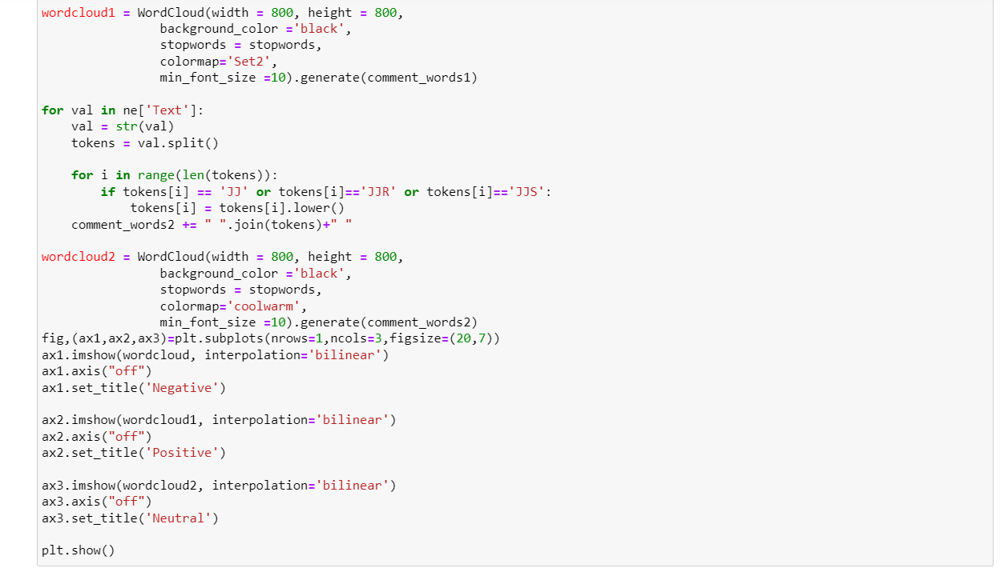 wordcloud1 = WordCloud(width = 800, height = 800,
                background_color ='black',
                stopwords = stopwords,
                colormap='Set2',
                min_font_size =10).generate(comment_words1)

for val in ne['Text']:
    val = str(val)
    tokens = val.split()

    for i in range(len(tokens)):
        if tokens[i] == 'JJ' or tokens[i]=='JJR' or tokens[i]=='JJS':
            tokens[i] = tokens[i].lower()
    comment_words2 += " ".join(tokens)+" "

wordcloud2 = WordCloud(width = 800, height = 800,
                background_color ='black',
                stopwords = stopwords,
                colormap='coolwarm',
                min_font_size =10).generate(comment_words2)
fig,(ax1,ax2,ax3)=plt.subplots(nrows=1,ncols=3,figsize=(20,7))
ax1.imshow(wordcloud, interpolation='bilinear')
ax1.axis("off")
ax1.set_title('Negative')

ax2.imshow(wordcloud1, interpolation='bilinear')
ax2.axis("off")
ax2.set_title('Positive')

ax3.imshow(wordcloud2, interpolation='bilinear')
ax3.axis("off")
ax3.set_title('Neutral')

plt.show()